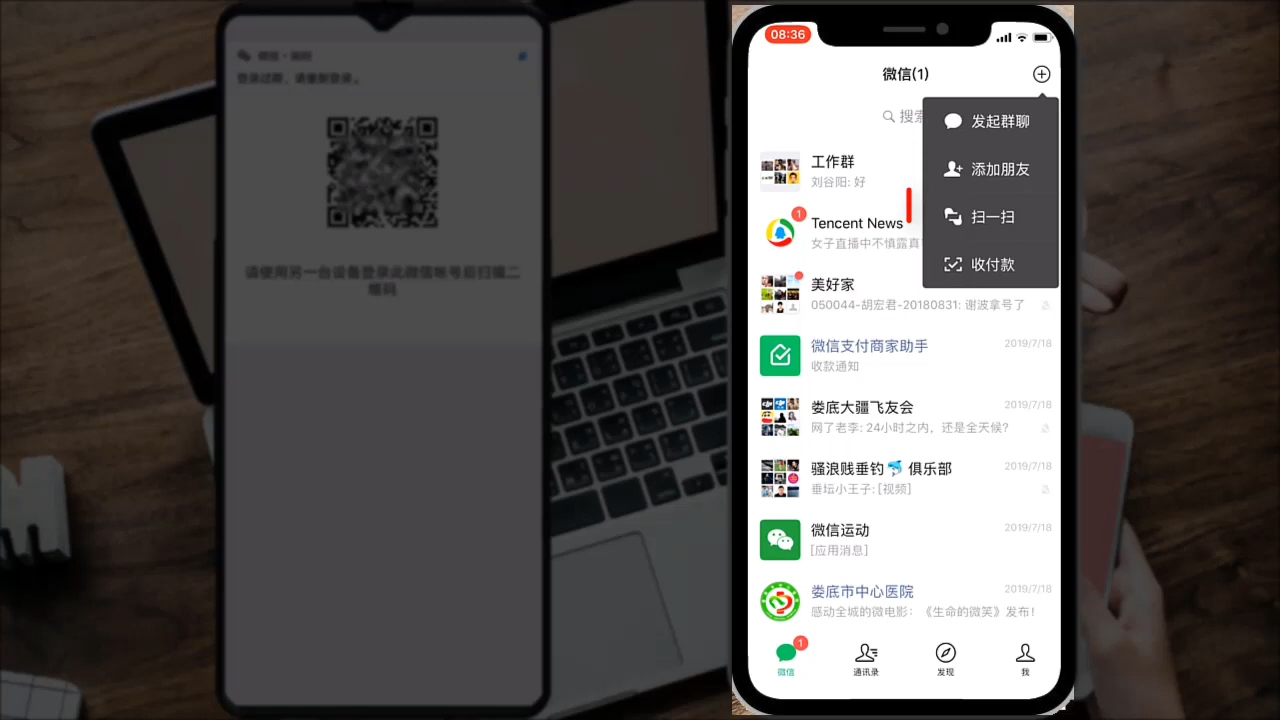 请使用另一台设备登录此微信帐号后扫描二
维码
08:36
微信(1)
搜索
发起群聊
添加朋友
扫一扫
收付款
工作群
刘谷阳: 好
1
Tencent News
女子直播中不慎露真
美好家
050044-胡宏君-20180831: 谢波拿号了
微信支付商家助手
2019/7/18
收款通知
娄底大疆飞友会
2019/7/18
网了老李: 24小时之内，还是全天候?
骚浪贱垂钓🐬 俱乐部
2019/7/18
垂坛小王子: [视频]
微信运动
2019/7/18
[应用消息]
娄底市中心医院
2019/7/18
感动全城的微电影：《生命的微笑》发布!
1
微信
通讯录
发现
我